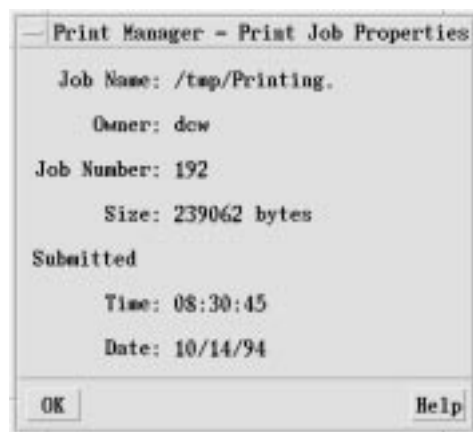 Print Manager - Print Job Properties
Job Name: /tmp/Printing.
Owner: dcw
Job Number: 192
Size: 239062 bytes
Submitted
Time: 08:30:45
Date: 10/14/94
OK Help